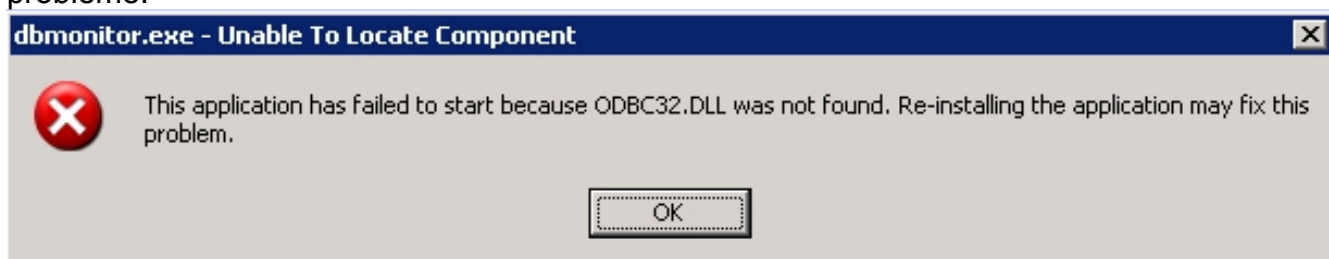 problems.
dbmonitor.exe - Unable To Locate Component
This application has failed to start because ODBC32.DLL was not found. Re-installing the application may fix this
problem.
OK